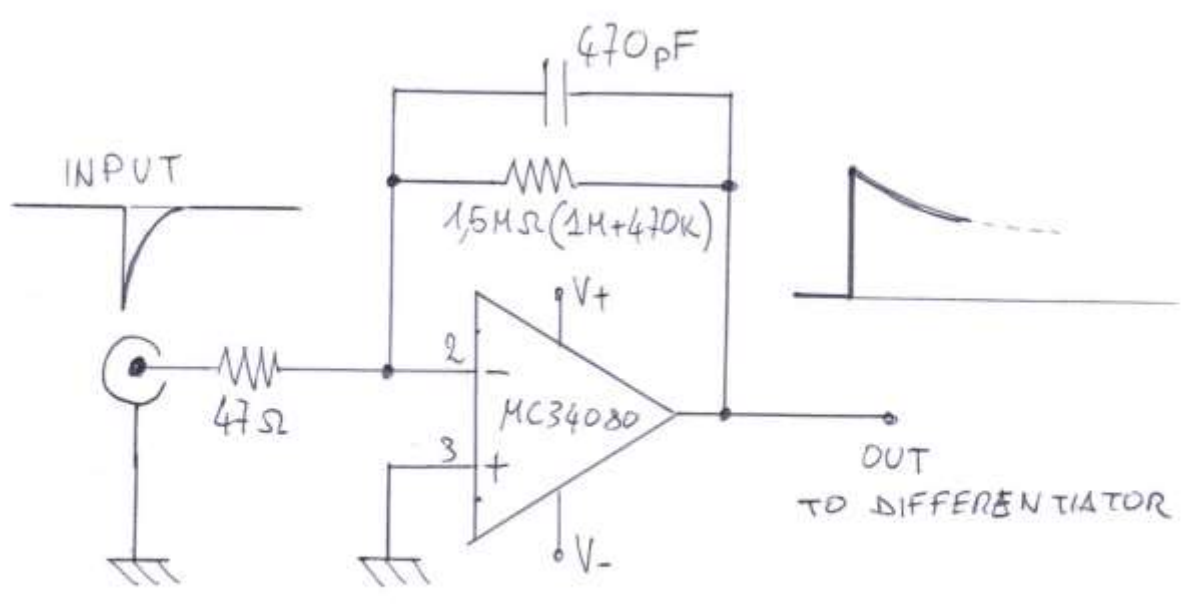 470pF
INPUT
1,5MΩ(1M+470K)
V+
2
-
47Ω
MC34080
3
+
OUT
TO DIFFERENTIATOR
V-